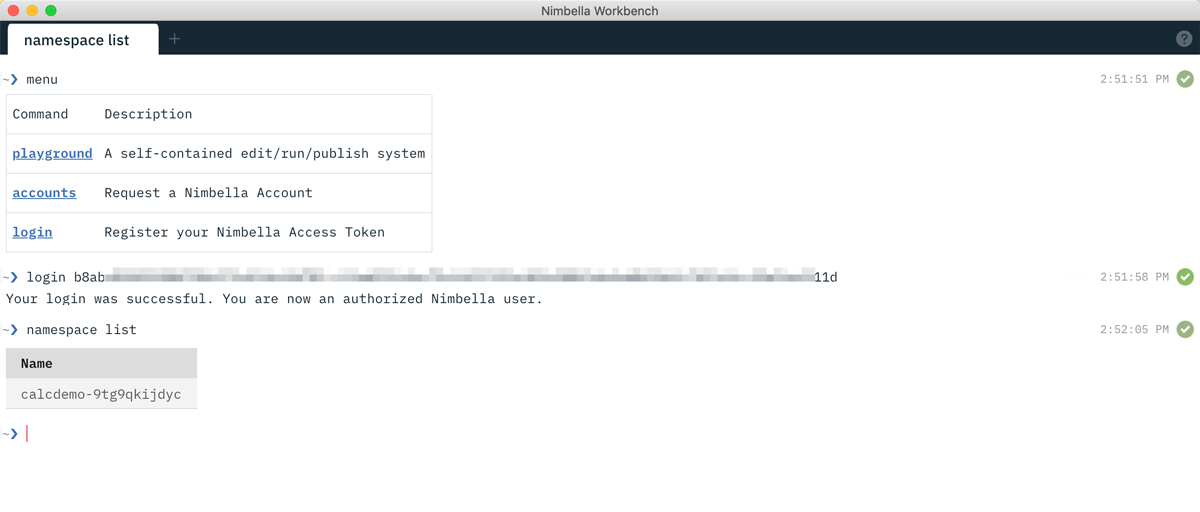 Nimbella Workbench
namespace list +
~❯ menu 2:51:51 PM
Command Description
playground A self-contained edit/run/publish system
accounts Request a Nimbella Account
login Register your Nimbella Access Token
~❯ login b8ab 11d 2:51:58 PM
Your login was successful. You are now an authorized Nimbella user.
~❯ namespace list 2:52:05 PM
Name
calcdemo-9tg9qkijdyc
~❯